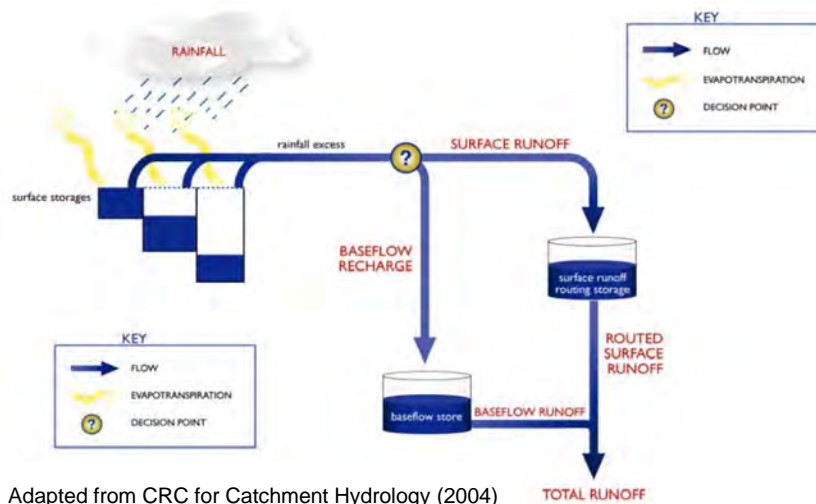 KEY
FLOW
EVAPOTRANSPIRATION
?
DECISION POINT
RAINFALL
rainfall excess
?
SURFACE RUNOFF
surface storages
BASEFLOW
RECHARGE
surface runoff
routing storage
KEY
FLOW
EVAPOTRANSPIRATION
?
DECISION POINT
ROUTED
SURFACE
RUNOFF
baseflow store
BASEFLOW RUNOFF
Adapted from CRC for Catchment Hydrology (2004)
TOTAL RUNOFF